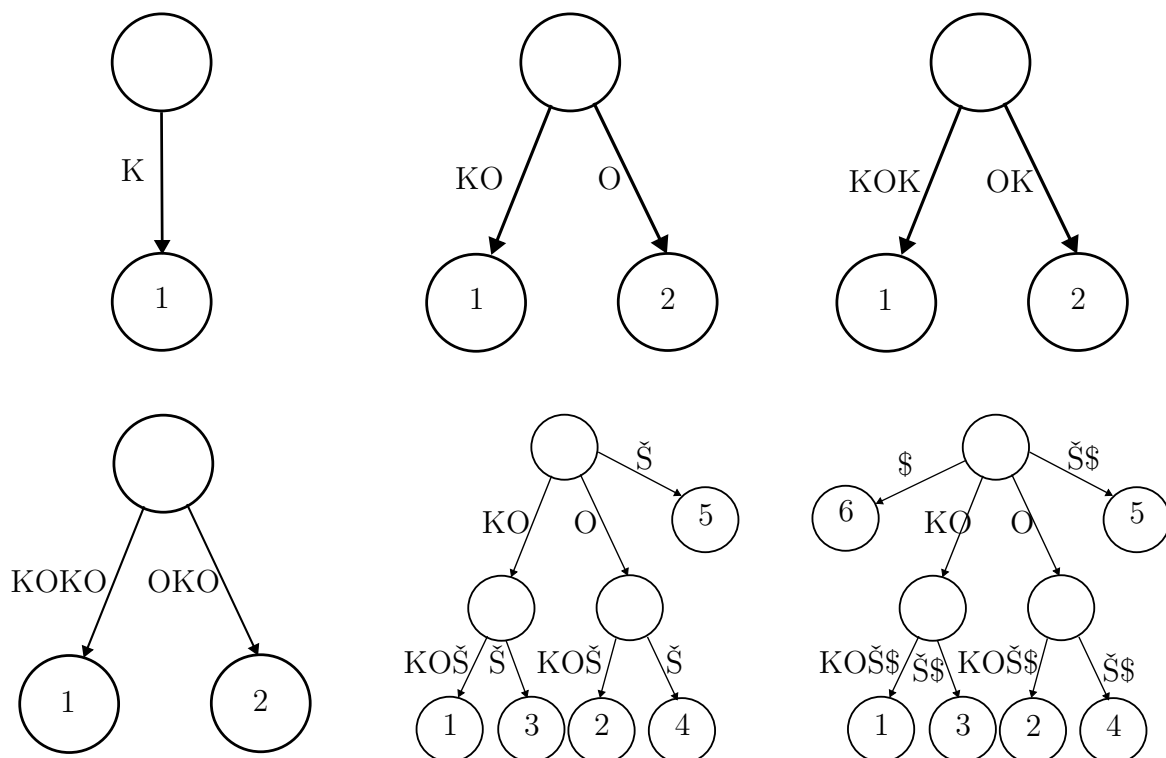 K
1
KO O
1 2
KOK OK
1 2
KOKO OKO
1 2
Š
KO O 5
KOŠ Š KOŠ Š
1 3 2 4
$ Š$
6 KO O 5
KOŠ$ Š$ KOŠ$ Š$
1 3 2 4